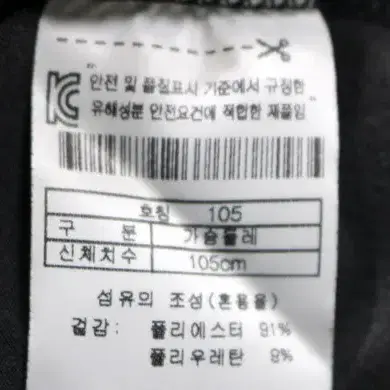 "안전 및 품질표시 기준에서 규정한
유해성분 안전요건에 적합한 제품임"
호칭 105
구 분 가슴둘레
신체치수 105cm
섬유의 조성(혼용율)
겉감: 폴리에스터 91%
폴리우레탄 9%